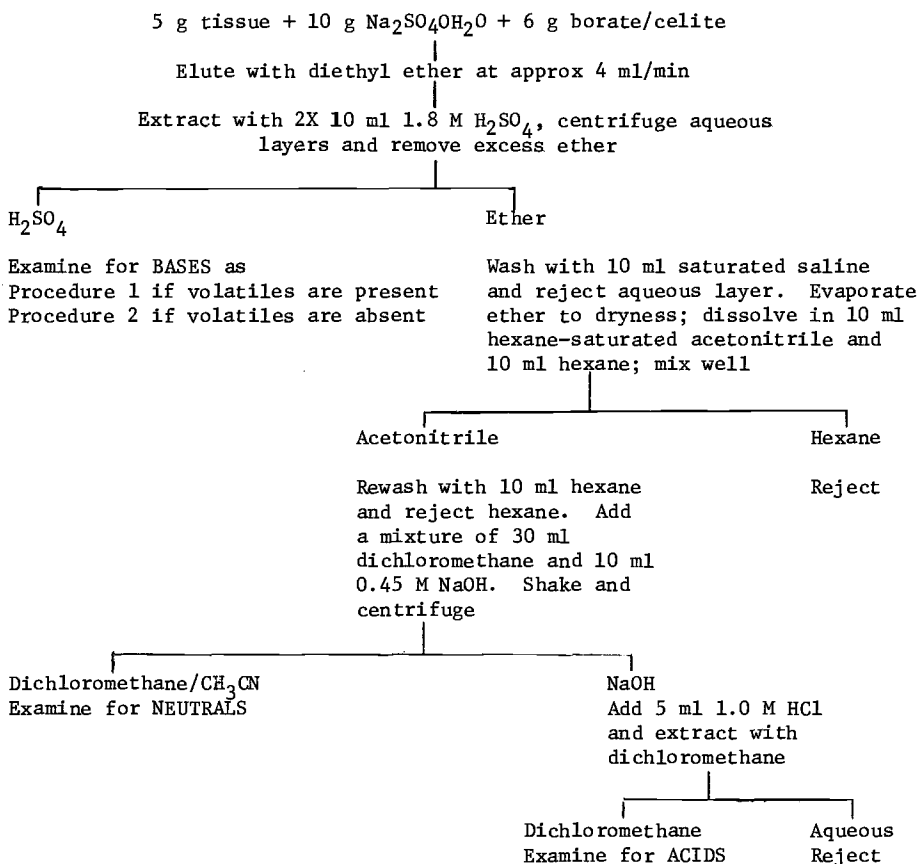 5 g tissue + 10 g Na2SO4OH2O + 6 g borate/celite
Elute with diethyl ether at approx 4 ml/min
Extract with 2X 10 ml 1.8 M H2SO4, centrifuge aqueous
layers and remove excess ether
H2SO4
Examine for BASES as
Procedure 1 if volatiles are present
Procedure 2 if volatiles are absent
Ether
Wash with 10 ml saturated saline
and reject aqueous layer. Evaporate
ether to dryness; dissolve in 10 ml
hexane-saturated acetonitrile and
10 ml hexane; mix well
Acetonitrile
Rewash with 10 ml hexane
and reject hexane. Add
a mixture of 30 ml
dichloromethane and 10 ml
0.45 M NaOH. Shake and
centrifuge
Hexane
Reject
Dichloromethane/CH3CN
Examine for NEUTRALS
NaOH
Add 5 ml 1.0 M HCl
and extract with
dichloromethane
Dichloromethane
Examine for ACIDS
Aqueous
Reject